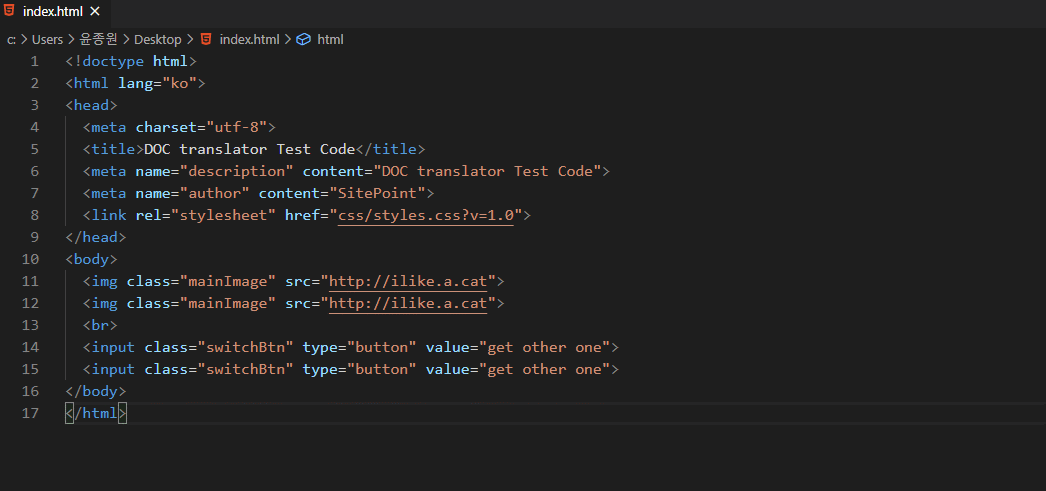 index.html ×
c: > Users > 윤종원 > Desktop > index.html > html
1 <!doctype html>
2 <html lang="ko">
3 <head>
4 <meta charset="utf-8">
5 <title>DOC translator Test Code</title>
6 <meta name="description" content="DOC translator Test Code">
7 <meta name="author" content="SitePoint">
8 <link rel="stylesheet" href="css/styles.css?v=1.0">
9 </head>
10 <body>
11 <img class="mainImage" src="http://ilike.a.cat">
12 <img class="mainImage" src="http://ilike.a.cat">
13 <br>
14 <input class="switchBtn" type="button" value="get other one">
15 <input class="switchBtn" type="button" value="get other one">
16 </body>
17 </html>